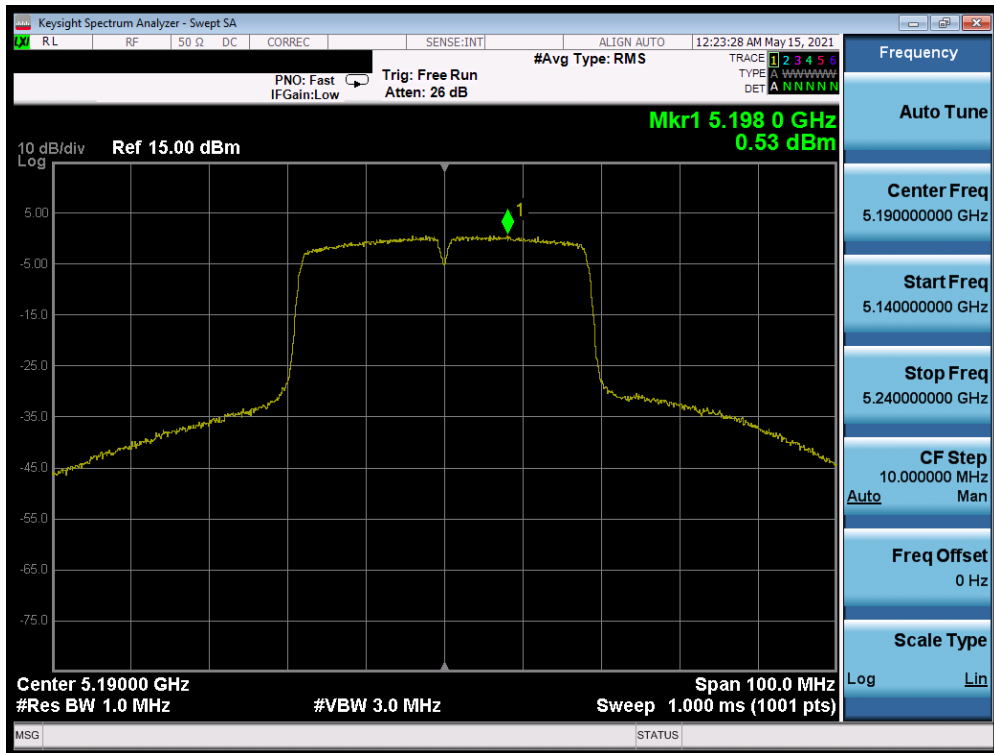 Keysight Spectrum Analyzer - Swept SA
LXI RL RF 50 Ω DC CORREC SENSE:INT ALIGN AUTO 12:23:28 AM May 15, 2021
#Avg Type: RMS TRACE 1 2 3 4 5 6
PNO: Fast Trig: Free Run TYPE A WWWWW
IFGain:Low Atten: 26 dB DET A N N N N N
Mkr1 5.198 0 GHz
0.53 dBm
10 dB/div Ref 15.00 dBm
Log
1
5.00
-5.00
-15.0
-25.0
-35.0
-45.0
-55.0
-65.0
-75.0
Center 5.19000 GHz Span 100.0 MHz
#Res BW 1.0 MHz #VBW 3.0 MHz Sweep 1.000 ms (1001 pts)
MSG STATUS
Frequency
Auto Tune
Center Freq
5.190000000 GHz
Start Freq
5.140000000 GHz
Stop Freq
5.240000000 GHz
CF Step
10.000000 MHz
Auto Man
Freq Offset
0 Hz
Scale Type
Log Lin